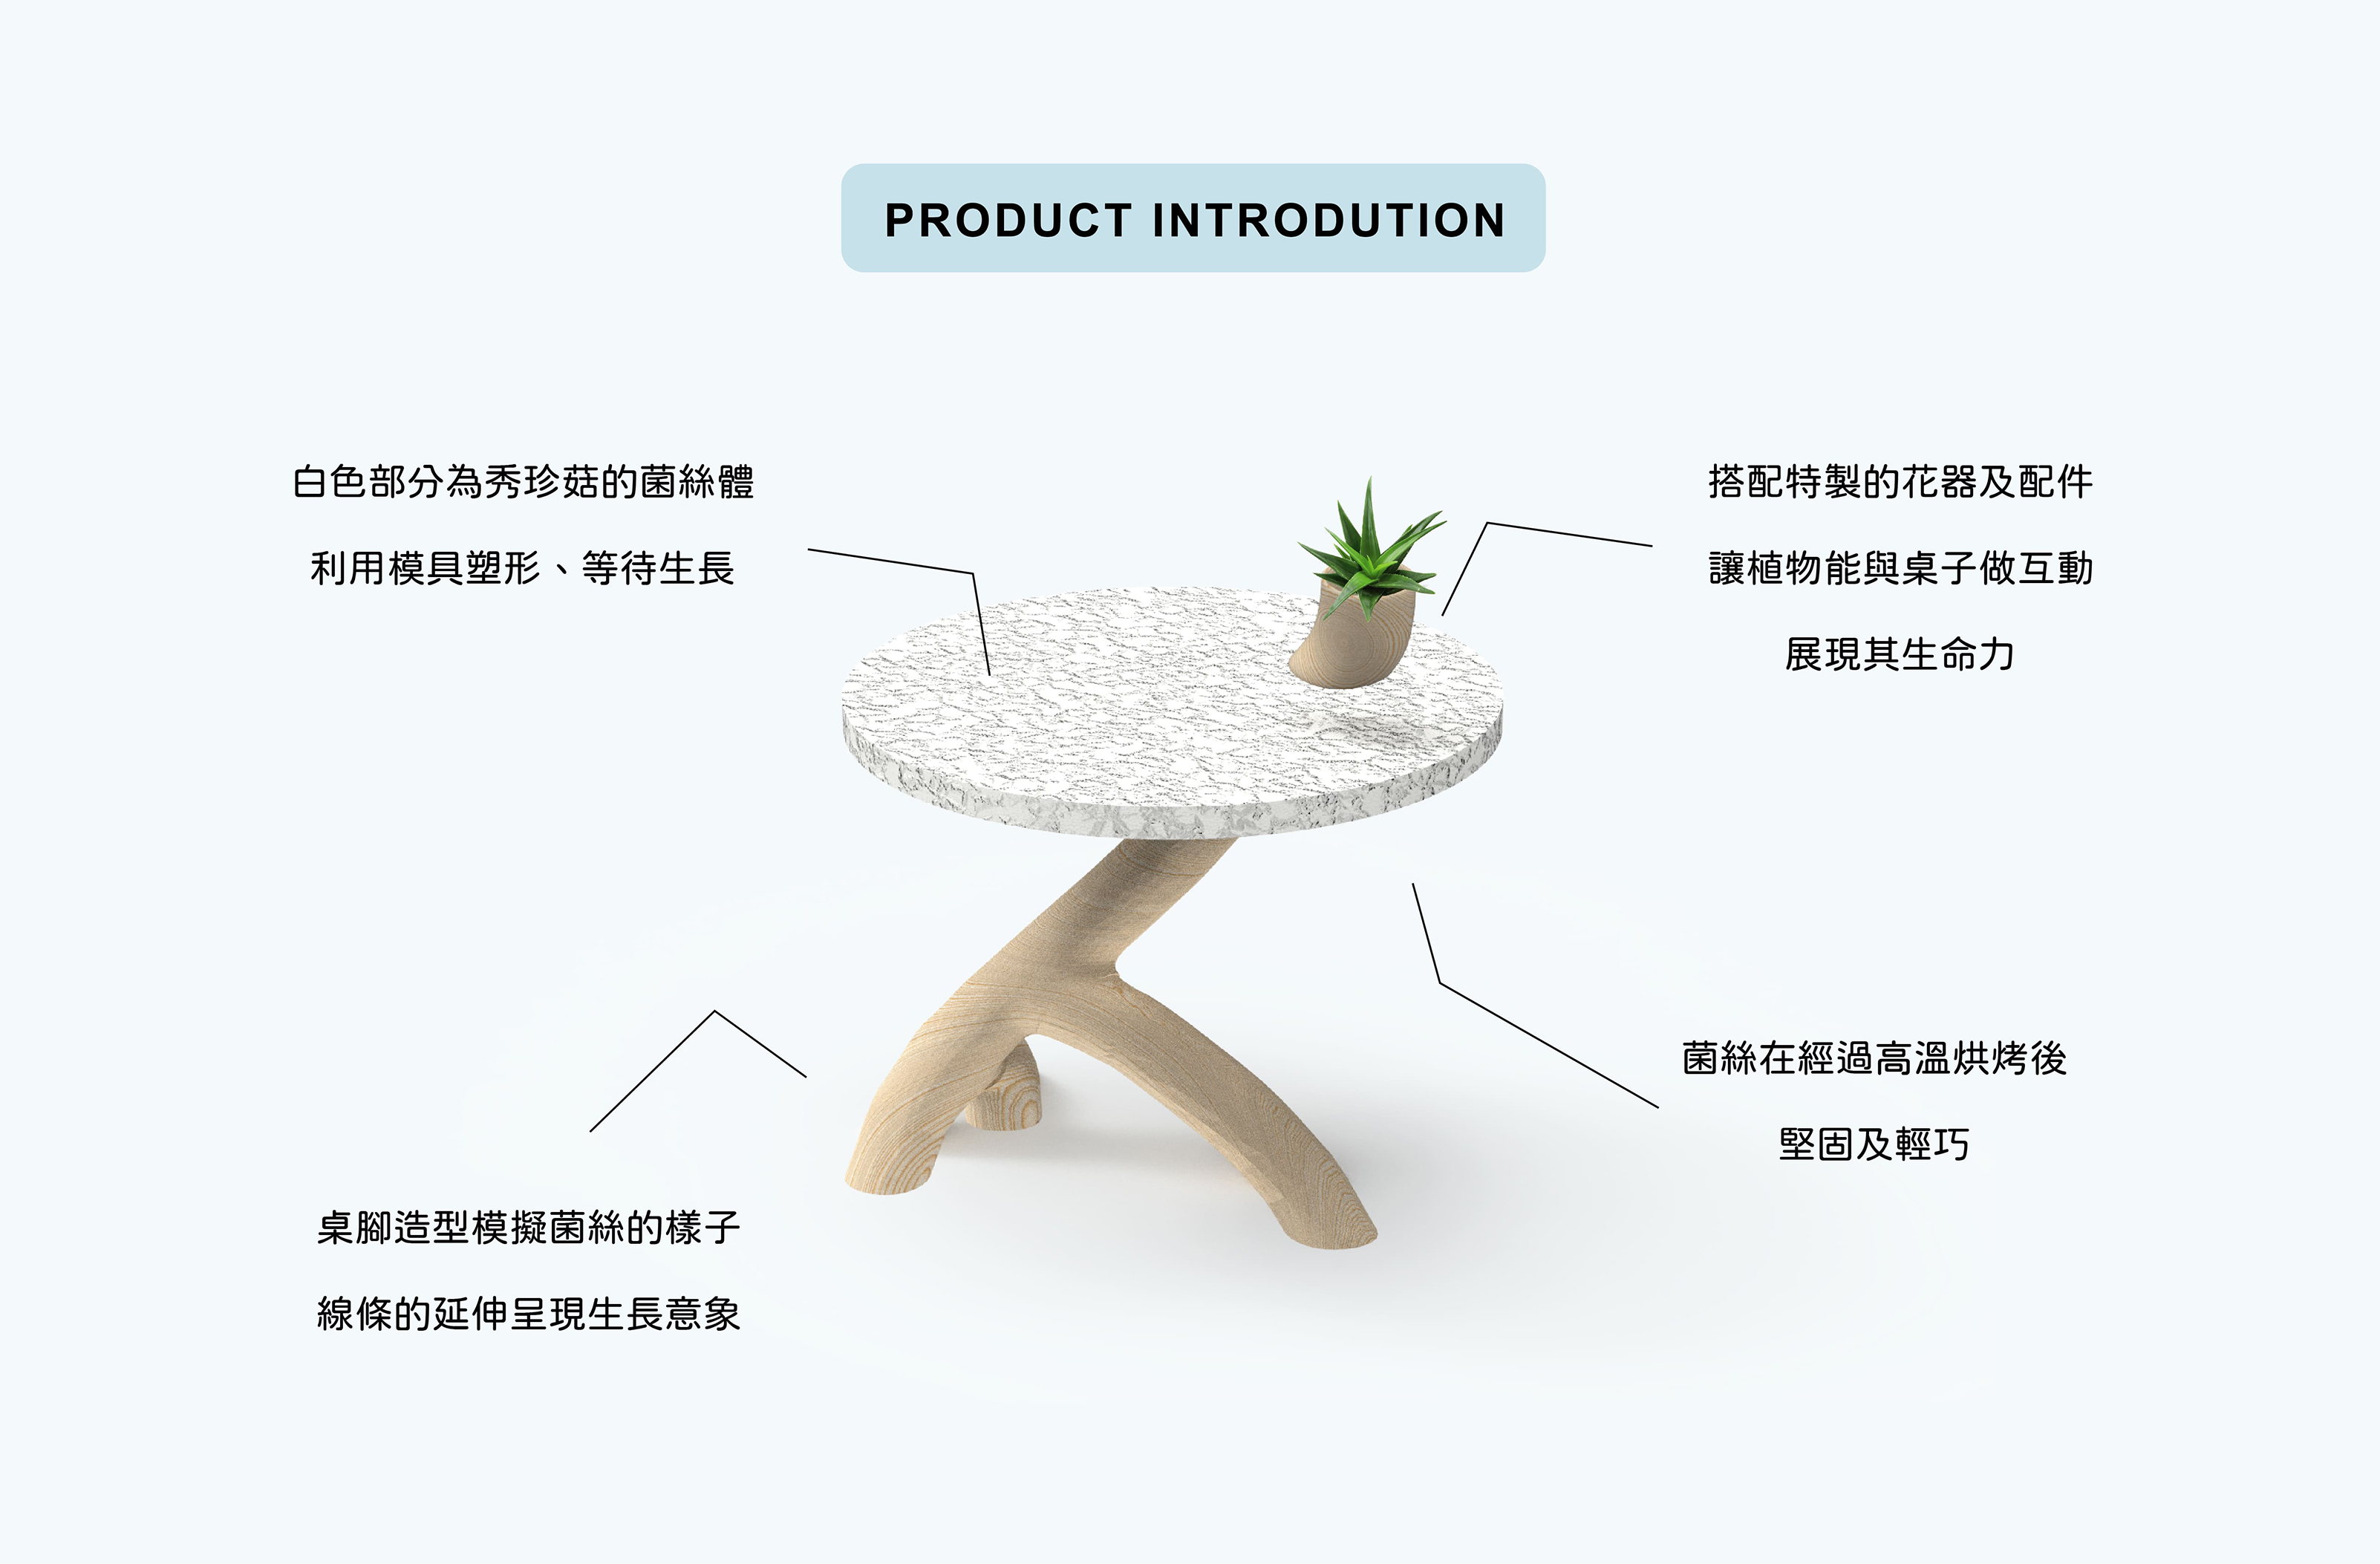 PRODUCT INTRODUTION
白色部分為秀珍菇的菌絲體
利用模具塑形、等待生長
搭配特製的花器及配件
讓植物能與桌子做互動
展現其生命力
菌絲在經過高溫烘烤後
堅固及輕巧
桌腳造型模擬菌絲的樣子
線條的延伸呈現生長意象